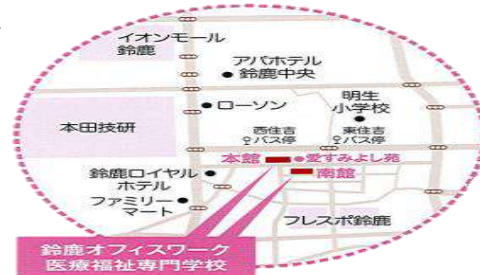 イオンモール
鈴鹿
アパホテル
鈴鹿中央
ローソン
明生
小学校
本田技研
西住吉
バス停
東住吉
バス停
本館
愛すみよし苑
南館
鈴鹿ロイヤル
ホテル
ファミリー
マート
フレスポ鈴鹿
鈴鹿オフィスワーク
医療福祉専門学校